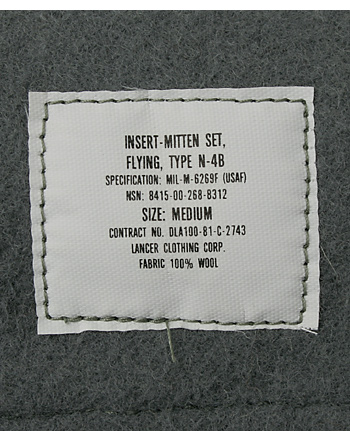 INSERT-MITTEN SET,
FLYING, TYPE N-4B
SPECIFICATION: MIL-M-6269F (USAF)
NSN: 8415-00-268-8312
SIZE: MEDIUM
CONTRACT NO. DLA100-81-C-2743
LANCER CLOTHING CORP.
FABRIC 100% WOOL